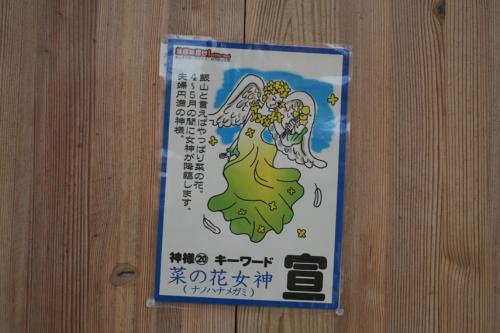 飯山と言えばやっぱり菜の花。
4～5月の間に女神が降臨します。
夫婦円満の神様。
神様⑳ キーワード
菜の花女神
(ナノハナメガミ)
宣